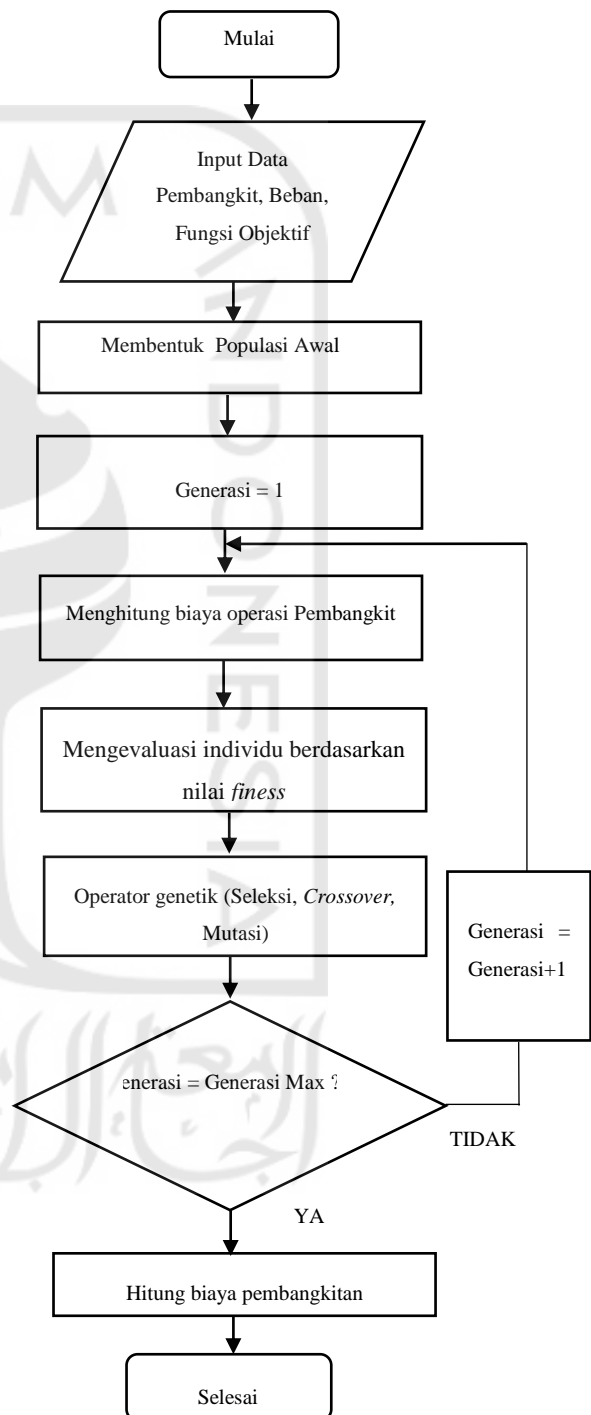 Mulai
Input Data
Pembangkit, Beban,
Fungsi Objektif
Membentuk Populasi Awal
Generasi = 1
Menghitung biaya operasi Pembangkit
Mengevaluasi individu berdasarkan
nilai finess
Operator genetik (Seleksi, Crossover,
Mutasi)
Generasi =
Generasi+1
enerasi = Generasi Max ?
TIDAK
YA
Hitung biaya pembangkitan
Selesai
M
INDONESIA